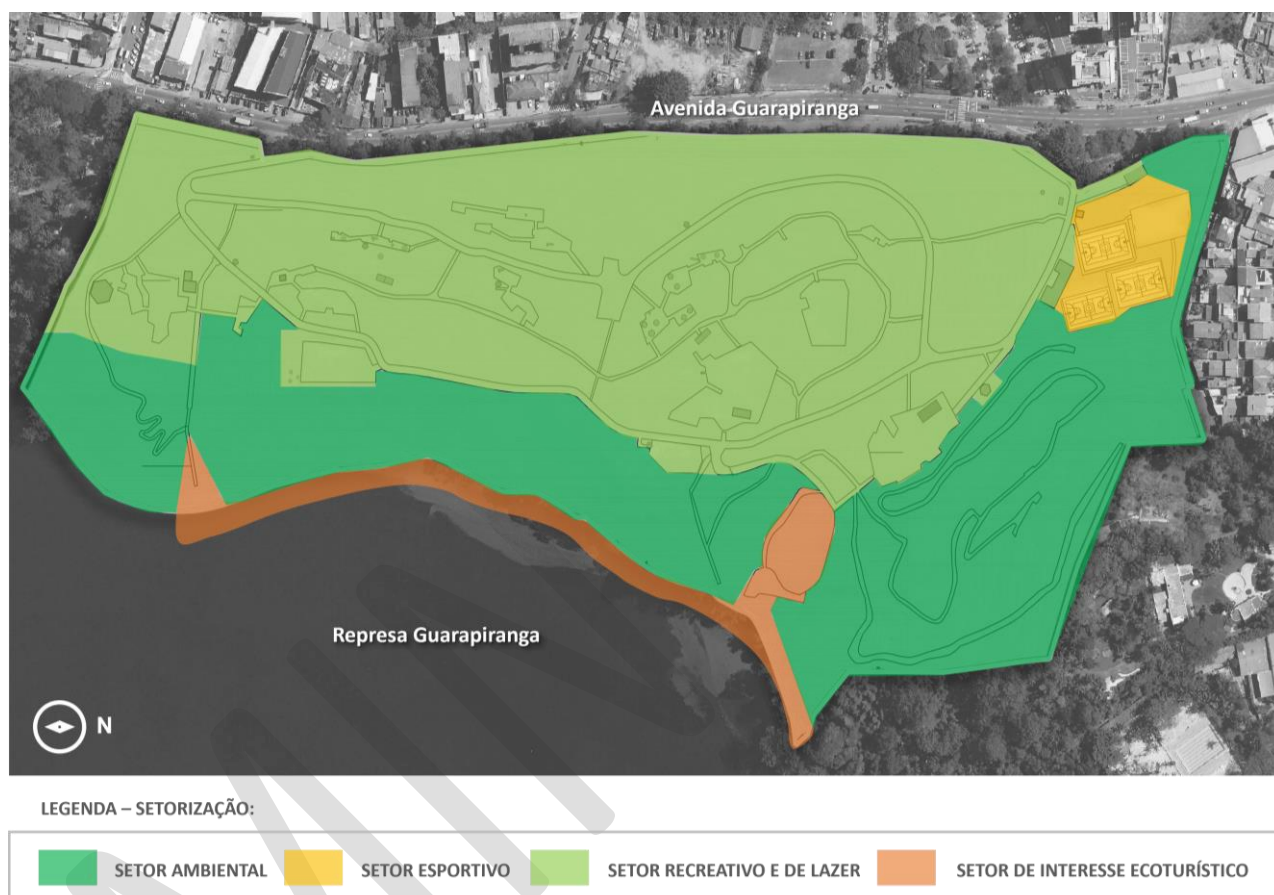 Avenida Guarapiranga
Represa Guarapiranga
N
LEGENDA – SETORIZAÇÃO:
SETOR AMBIENTAL
SETOR ESPORTIVO
SETOR RECREATIVO E DE LAZER
SETOR DE INTERESSE ECOTURÍSTICO